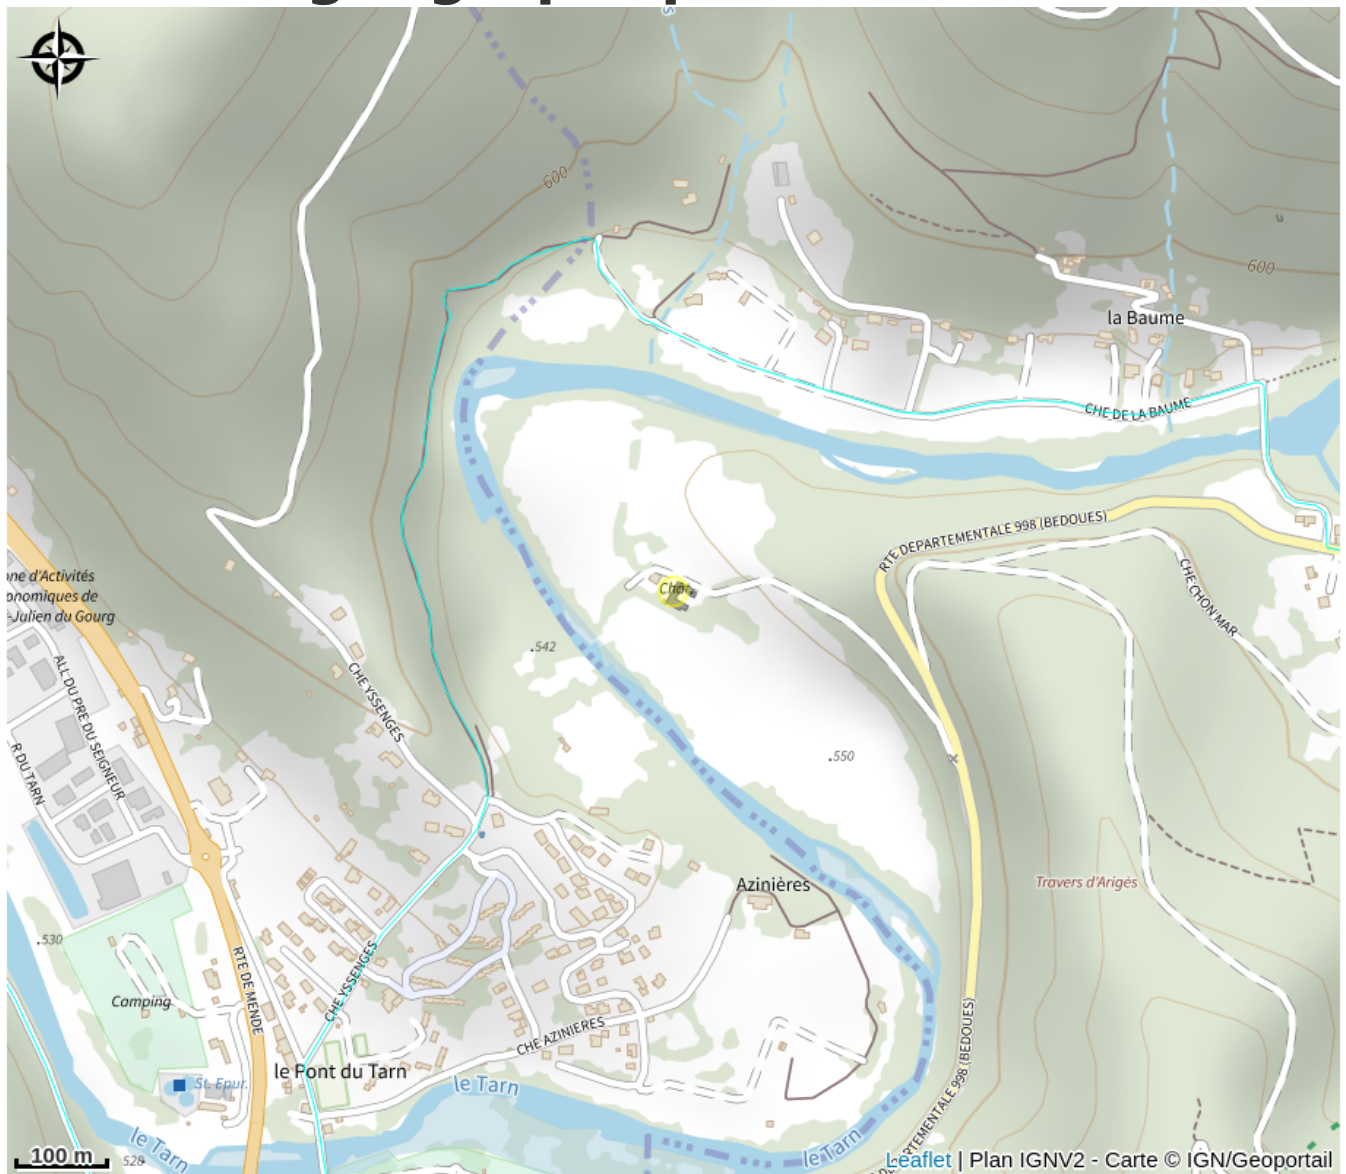 600
600
la Baume
CHE DE LA BAUME
RTE DEPARTEMENTALE 998 (BEDOUES)
CHE CHON MAR
one d'Activités
onomiques de
-Julien du Gourg
Chât
.542
ALL DU PRE DU SEIGNEUR
CHE YSSENGES
R DU TARN
.550
Azinières
Travers d'Arigès
.530
RTE DE MENDE
CHE YSSENGES
Camping
CHE AZINIERES
le Pont du Tarn
St. Epur.
le Tarn
le Tarn
le Tarn
DEPARTEMENTALE 998 (BEDOUES)
100 m
528
Leaflet | Plan IGNV2 - Carte © IGN/Geoportail